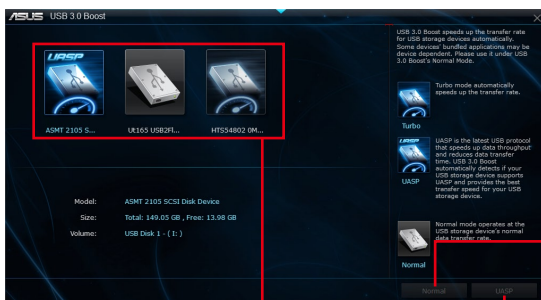 ASUS USB 3.0 Boost
UASP
ASMT 2105 S...
Ut165 USB2Fl...
HTS54802 0M...
Model: ASMT 2105 SCSI Disk Device
Size: Total: 149.05 GB , Free: 13.98 GB
Volume: USB Disk 1 - ( I: )
USB 3.0 Boost speeds up the transfer rate
for USB storage devices automatically.
Some devices' bundled applications may be
device dependent. Please use it under USB
3.0 Boost's Normal Mode.
Turbo mode automatically
speeds up the transfer rate.
Turbo
UASP
UASP is the latest USB protocol
that speeds up data throughput
and reduces data transfer
time. USB 3.0 Boost
automatically detects if your
USB storage device supports
UASP and provides the best
transfer speed for your USB
storage device.
UASP
Normal mode operates at the
USB storage device's normal
data transfer rate.
Normal
Normal
UASP